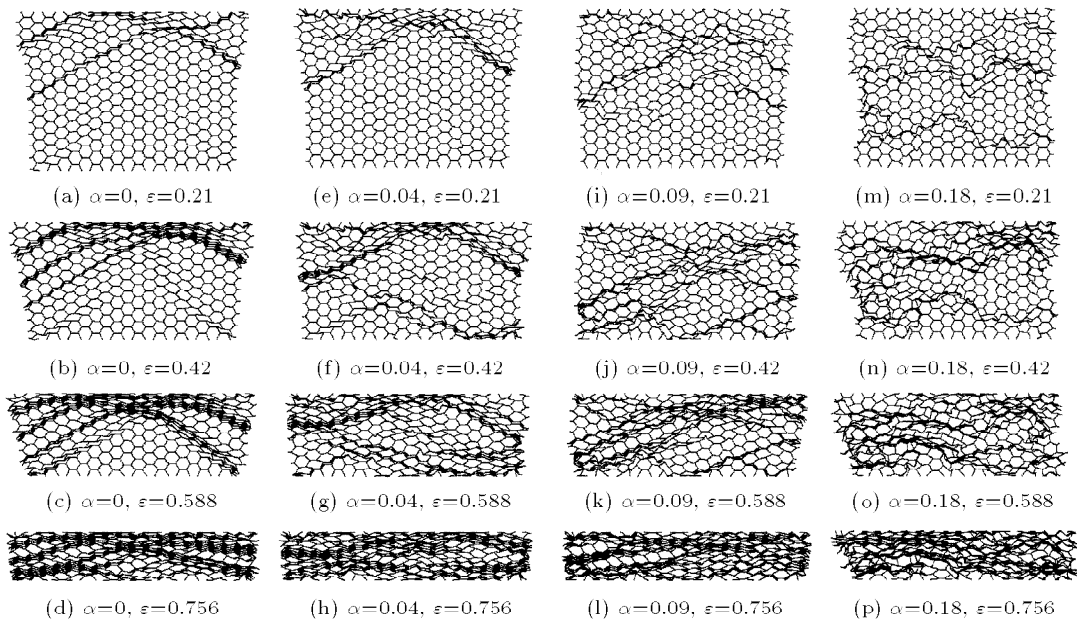 (a) α=0, ε=0.21
(e) α=0.04, ε=0.21
(i) α=0.09, ε=0.21
(m) α=0.18, ε=0.21
(b) α=0, ε=0.42
(f) α=0.04, ε=0.42
(j) α=0.09, ε=0.42
(n) α=0.18, ε=0.42
(c) α=0, ε=0.588
(g) α=0.04, ε=0.588
(k) α=0.09, ε=0.588
(o) α=0.18, ε=0.588
(d) α=0, ε=0.756
(h) α=0.04, ε=0.756
(l) α=0.09, ε=0.756
(p) α=0.18, ε=0.756